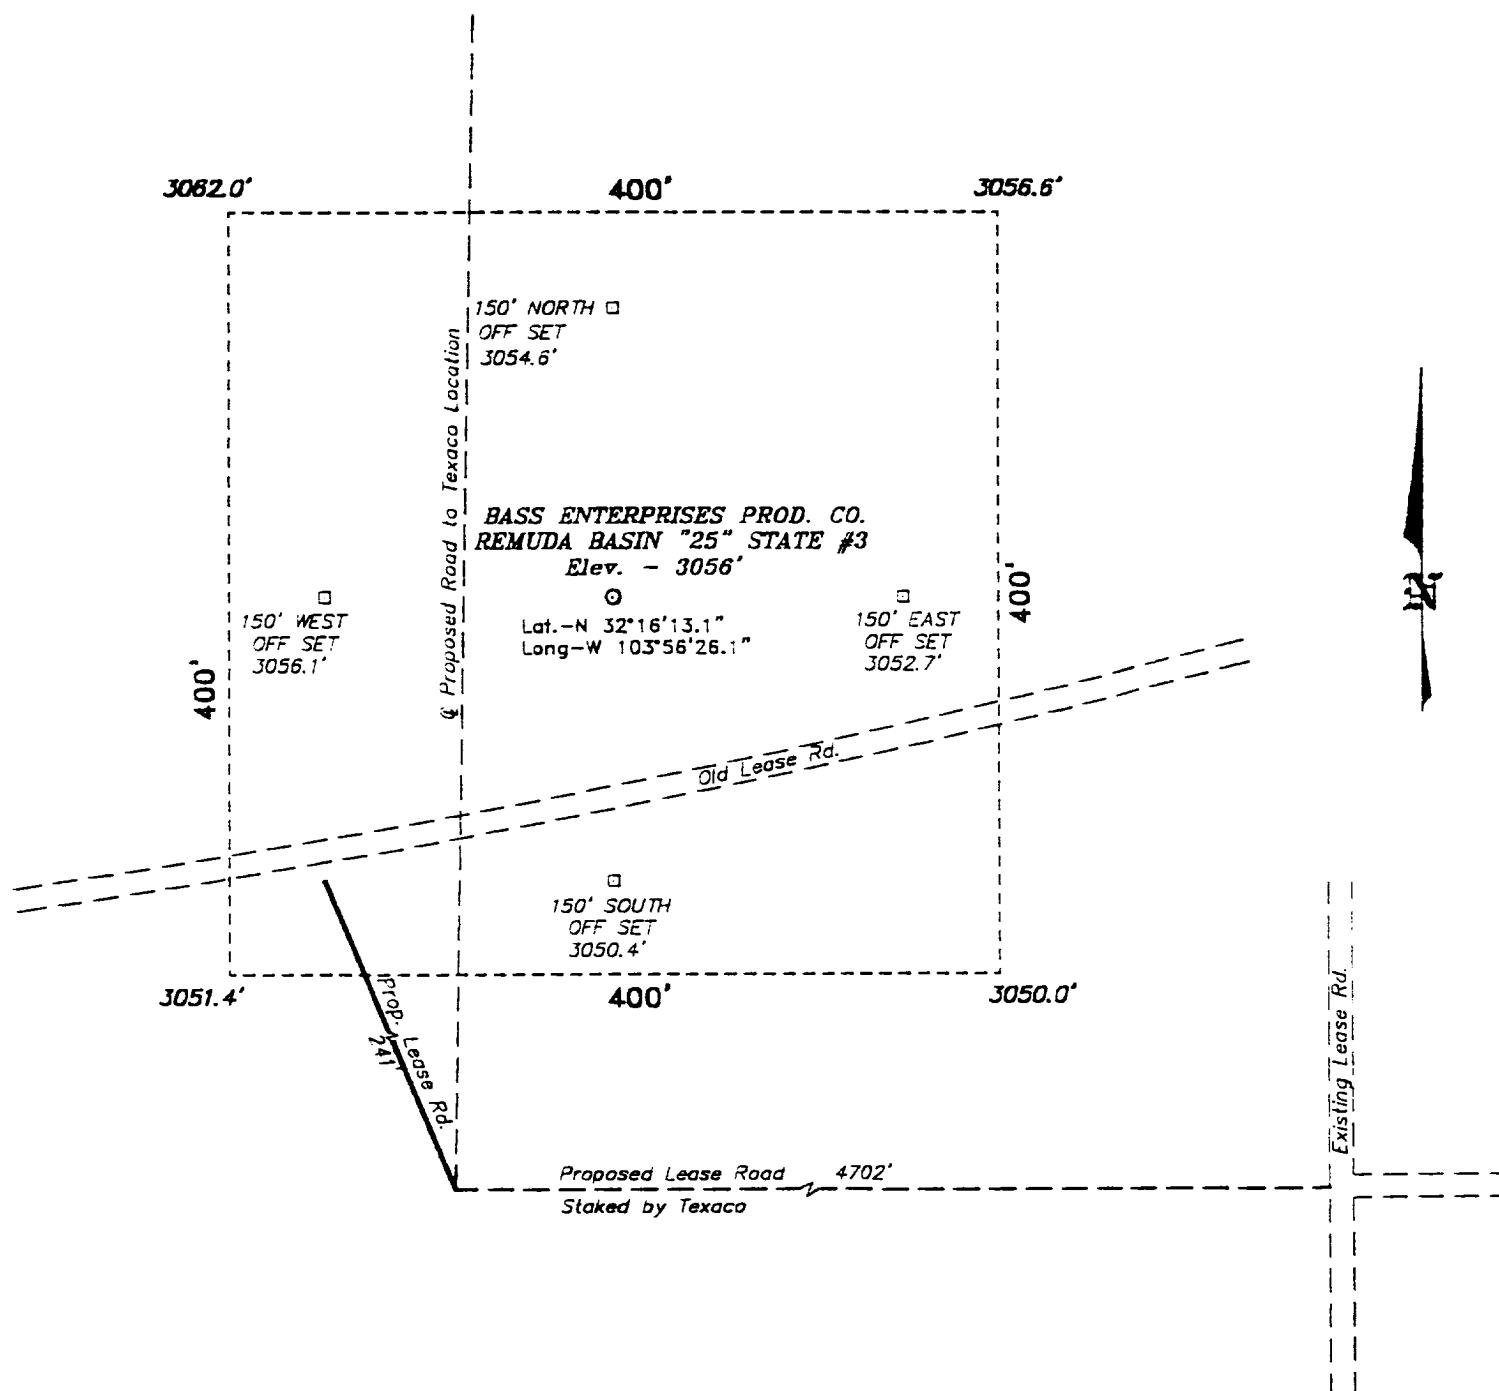 3062.0'
400'
3056.6'
150' NORTH
OFF SET
3054.6'
℄ Proposed Road to Texaco Location
BASS ENTERPRISES PROD. CO.
REMUDA BASIN "25" STATE #3
Elev. - 3056'
Lat.-N 32°16'13.1"
Long-W 103°56'26.1"
150' WEST
OFF SET
3056.1'
150' EAST
OFF SET
3052.7'
400'
400'
Old Lease Rd.
150' SOUTH
OFF SET
3050.4'
3051.4'
400'
3050.0'
Prop. Lease Rd.
241'
Existing Lease Rd.
Proposed Lease Road 4702'
Staked by Texaco
N